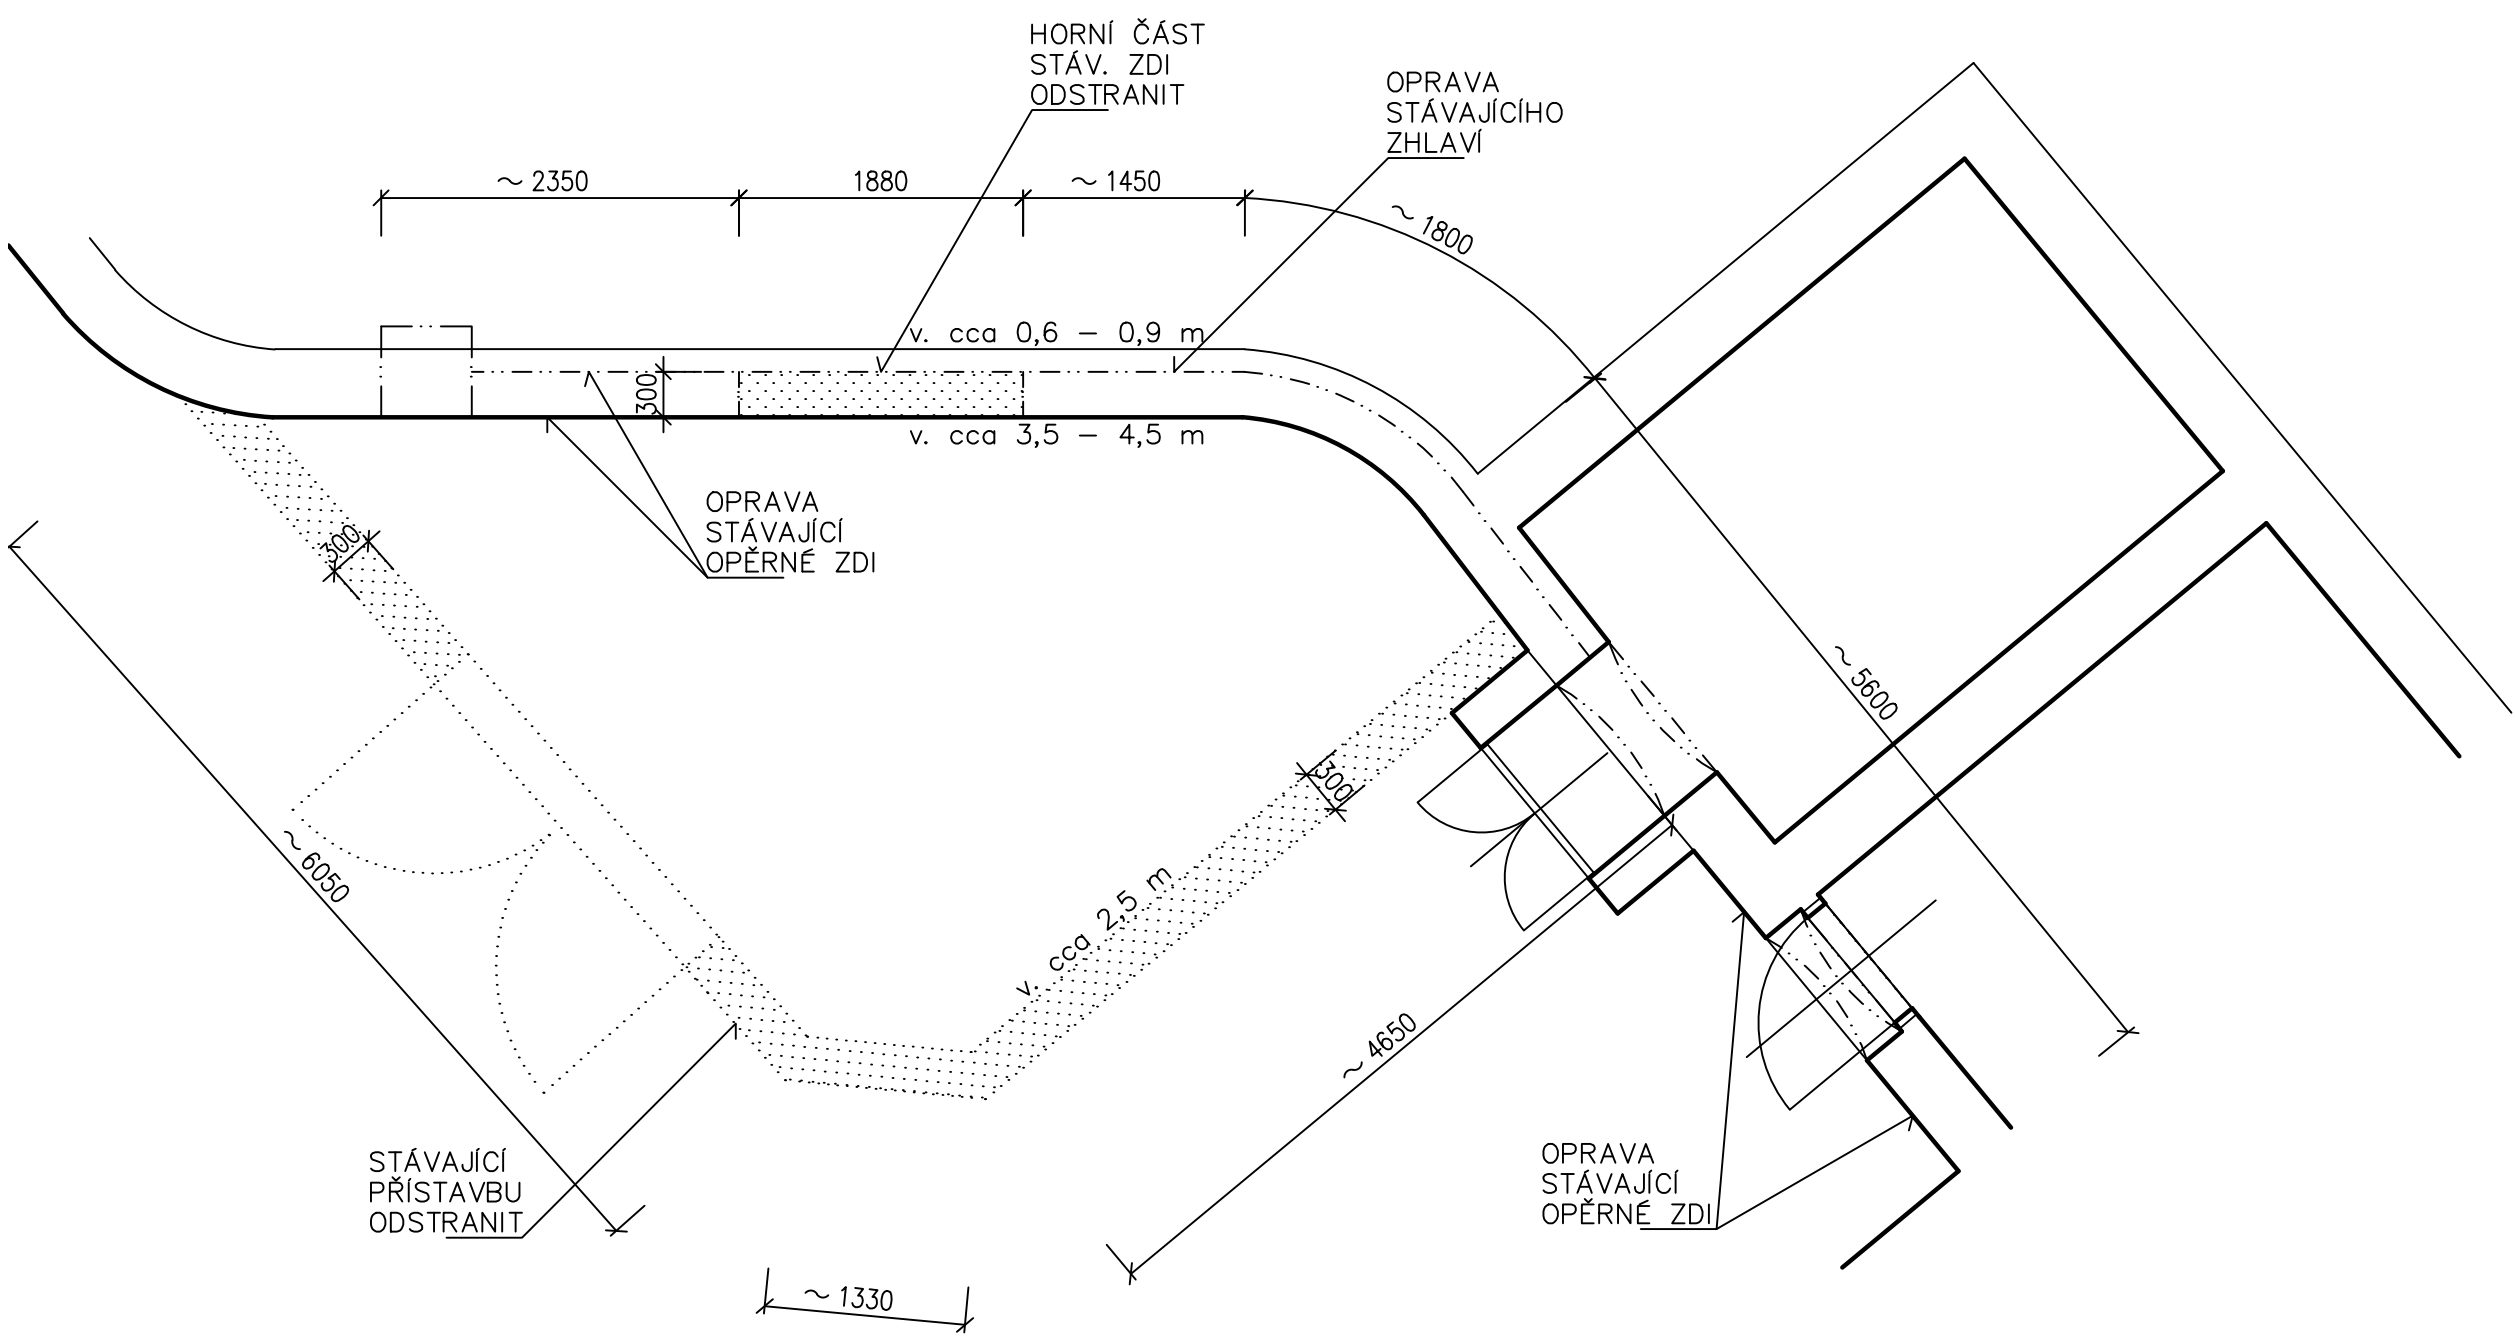 HORNÍ ČÁST
STÁV. ZDI
ODSTRANIT
OPRAVA
STÁVAJÍCÍHO
ZHLAVÍ
~ 2350
1880
~ 1450
~ 1800
v. cca 0,6 – 0,9 m
300
v. cca 3,5 – 4,5 m
OPRAVA
STÁVAJÍCÍ
OPĚRNÉ ZDI
300
~ 5600
300
~ 6050
v. cca 2,5 m
~ 4650
STÁVAJÍCÍ
PŘÍSTAVBU
ODSTRANIT
OPRAVA
STÁVAJÍCÍ
OPĚRNÉ ZDI
~ 1330